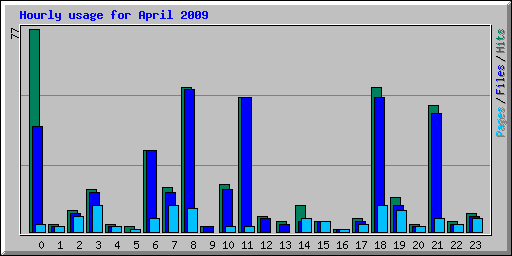 Hourly usage for April 2009
77
Pages / Files / Hits
0 1 2 3 4 5 6 7 8 9 10 11 12 13 14 15 16 17 18 19 20 21 22 23